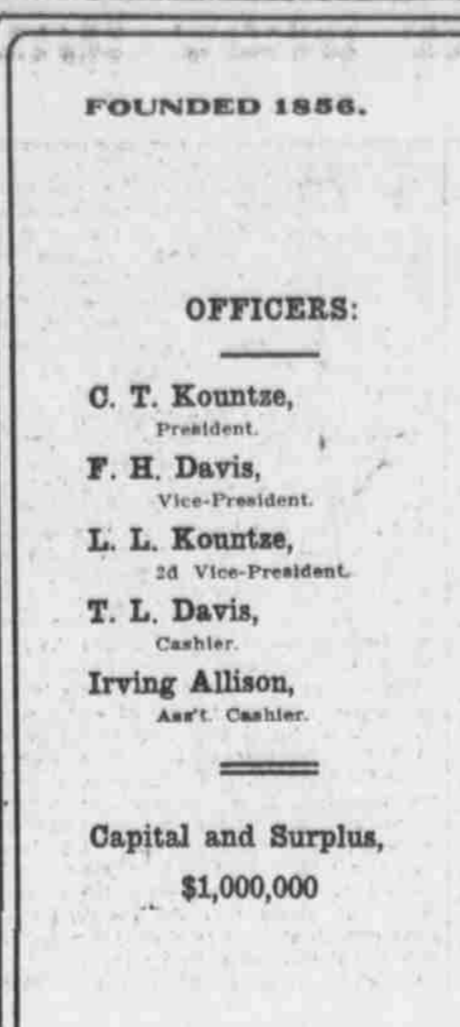 FOUNDED 1856.
OFFICERS:
C. T. Kountze,
President.
F. H. Davis,
Vice-President.
L. L. Kountze,
2d Vice-President.
T. L. Davis,
Cashier.
Irving Allison,
Ass't. Cashier.
Capital and Surplus,
$1,000,000